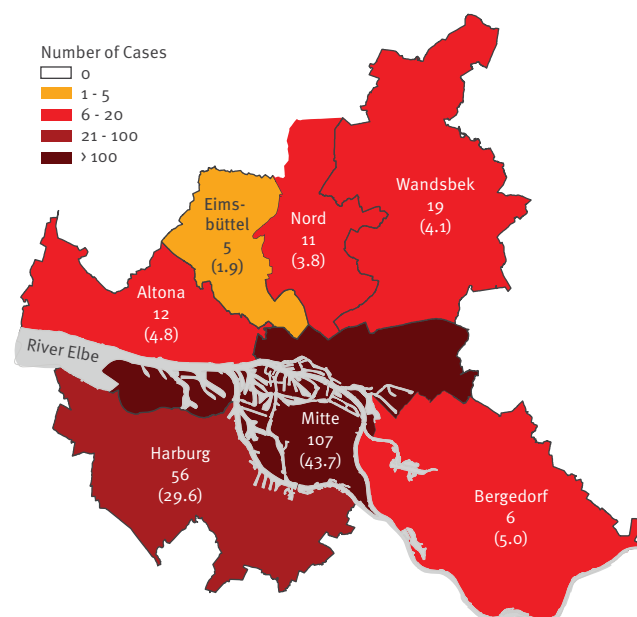 Number of Cases
0
1 - 5
6 - 20
21 - 100
> 100
Wandsbek
19
(4.1)
Eims-
büttel
5
(1.9)
Nord
11
(3.8)
Altona
12
(4.8)
River Elbe
Mitte
107
(43.7)
Harburg
56
(29.6)
Bergedorf
6
(5.0)